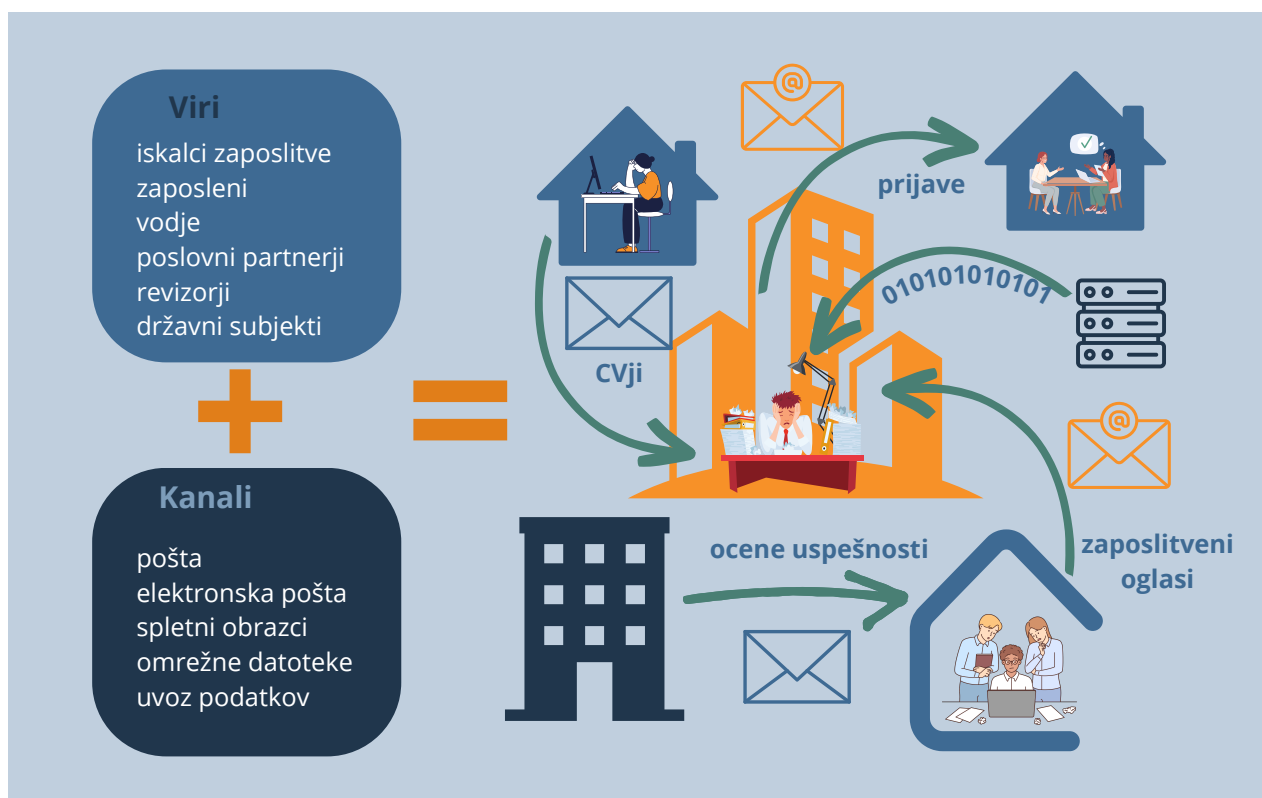 Viri
iskalci zaposlitve
zaposleni
vodje
poslovni partnerji
revizorji
državni subjekti
Kanali
pošta
elektronska pošta
spletni obrazci
omrežne datoteke
uvoz podatkov
@
prijave
010101010101
CVji
@
ocene uspešnosti
zaposlitveni
oglasi